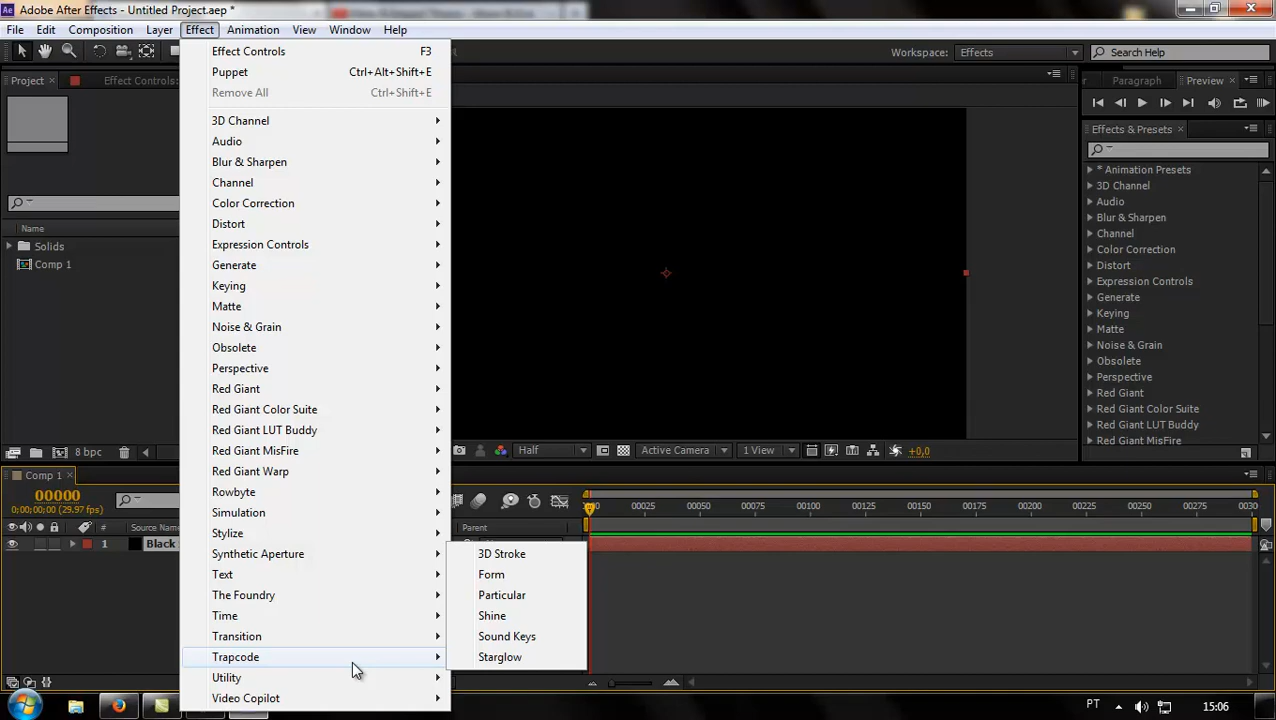 Adobe After Effects - Untitled Project.aep *
File Edit Composition Layer Effect Animation View Window Help
Workspace: Effects
Search Help
Project
Effect Controls:
Name
Solids
Comp 1
8 bpc
Effect Controls F3
Puppet Ctrl+Alt+Shift+E
Remove All Ctrl+Shift+E
3D Channel
Audio
Blur & Sharpen
Channel
Color Correction
Distort
Expression Controls
Generate
Keying
Matte
Noise & Grain
Obsolete
Perspective
Red Giant
Red Giant Color Suite
Red Giant LUT Buddy
Red Giant MisFire
Red Giant Warp
Rowbyte
Simulation
Stylize
Synthetic Aperture
Text
The Foundry
Time
Transition
Trapcode
Utility
Video Copilot
3D Stroke
Form
Particular
Shine
Sound Keys
Starglow
Half
Active Camera
1 View
+0,0
Paragraph
Preview
Effects & Presets
* Animation Presets
3D Channel
Audio
Blur & Sharpen
Channel
Color Correction
Distort
Expression Controls
Generate
Keying
Matte
Noise & Grain
Obsolete
Perspective
Red Giant
Red Giant Color Suite
Red Giant LUT Buddy
Red Giant MisFire
Comp 1
00000
0;00;00;00 (29.97 fps)
# Source Name
Parent
1 Black
00025 00050 00075 00100 00125 00150 00175 00200 00225 00250 00275 0030
PT
15:06